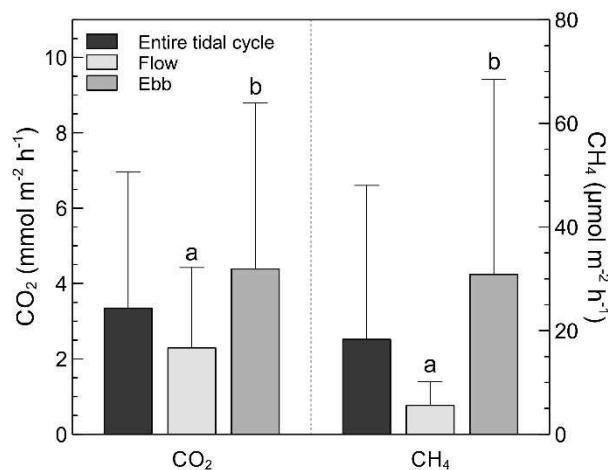 Entire tidal cycle
Flow
Ebb
CO₂ (mmol m⁻² h⁻¹)
10
8
6
4
2
0
80
60
40
20
0
CH₄ (μmol m⁻² h⁻¹)
a
b
a
b
CO₂
CH₄